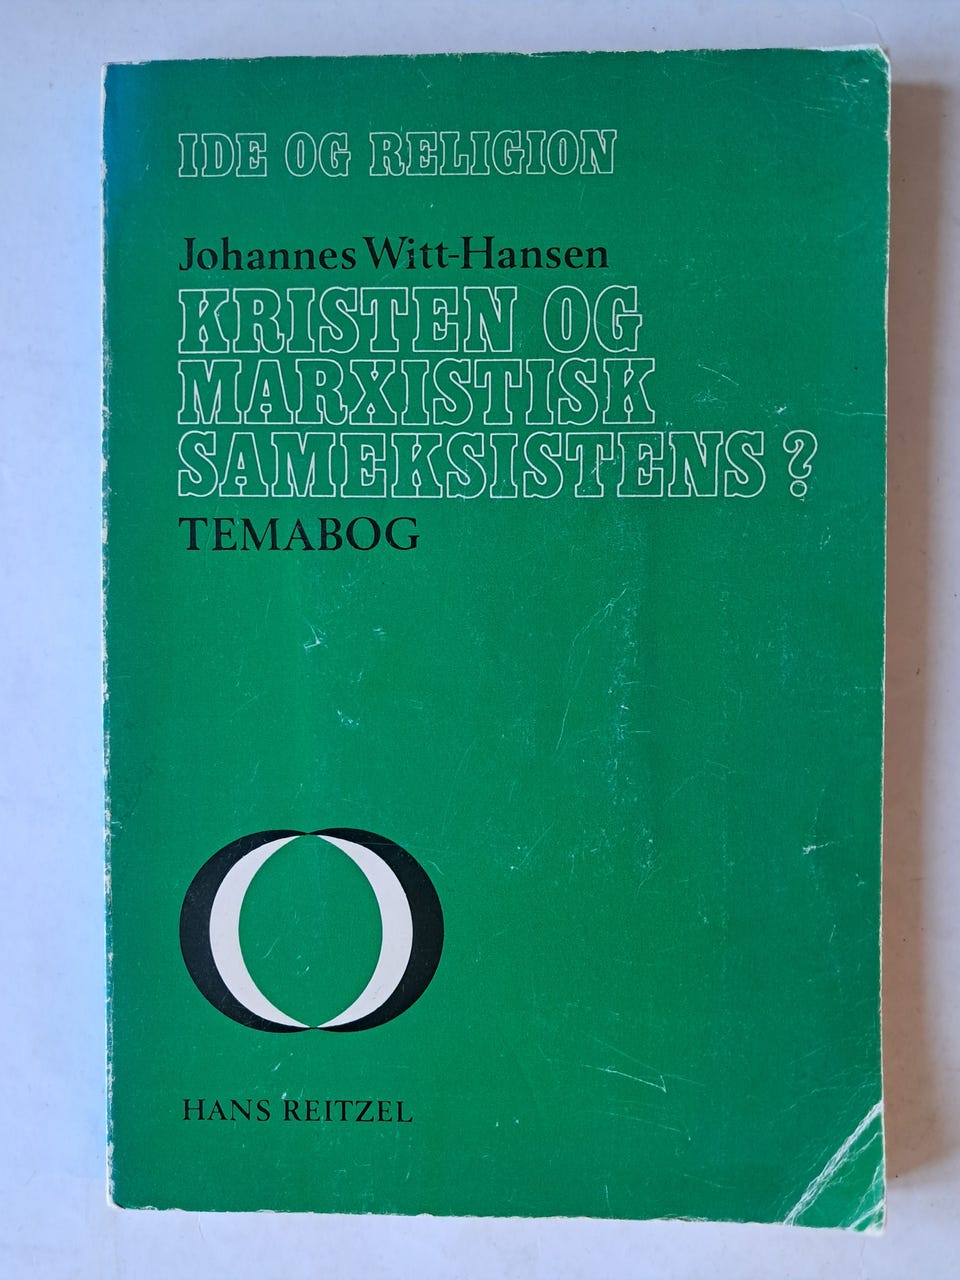 IDE OG RELIGION
Johannes Witt-Hansen
KRISTEN OG
MARXISTISK
SAMEKSISTENS?
TEMABOG
HANS REITZEL